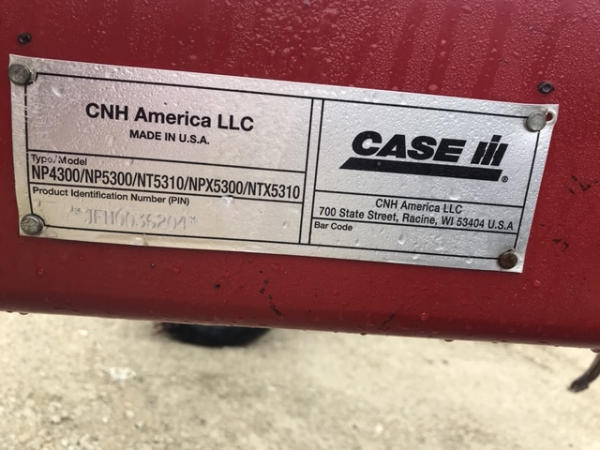 CNH America LLC
MADE IN U.S.A.
Type/Model
NP4300/NP5300/NT5310/NPX5300/NTX5310
Product Identification Number (PIN)
CASE IH
CNH America LLC
700 State Street, Racine, WI 53404 U.S.A
Bar Code